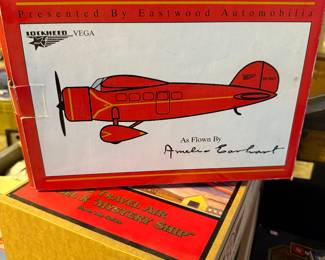 Presented By Eastwood Automobilia
LOCKHEED VEGA
As Flown By
Amelia Earhart
TRAVEL AIR
MYSTERY SHIP"